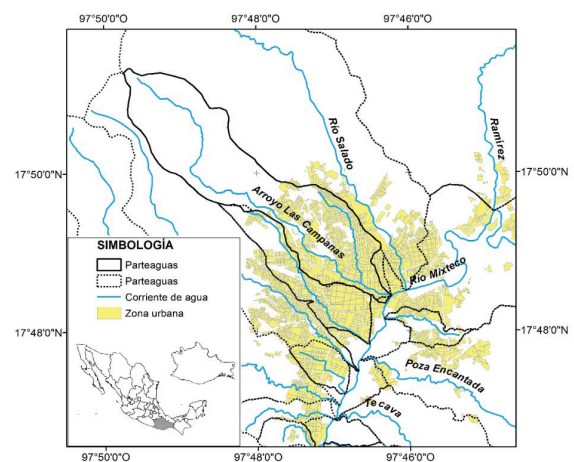 97°50'0"O
97°48'0"O
97°46'0"O
Río Salado
Ramírez
17°50'0"N
17°50'0"N
Arroyo Las Campanas
Río Mixteco
SIMBOLOGÍA
Parteaguas
Parteaguas
Corriente de agua
Zona urbana
17°48'0"N
17°48'0"N
Poza Encantada
Te cava
97°50'0"O
97°48'0"O
97°46'0"O